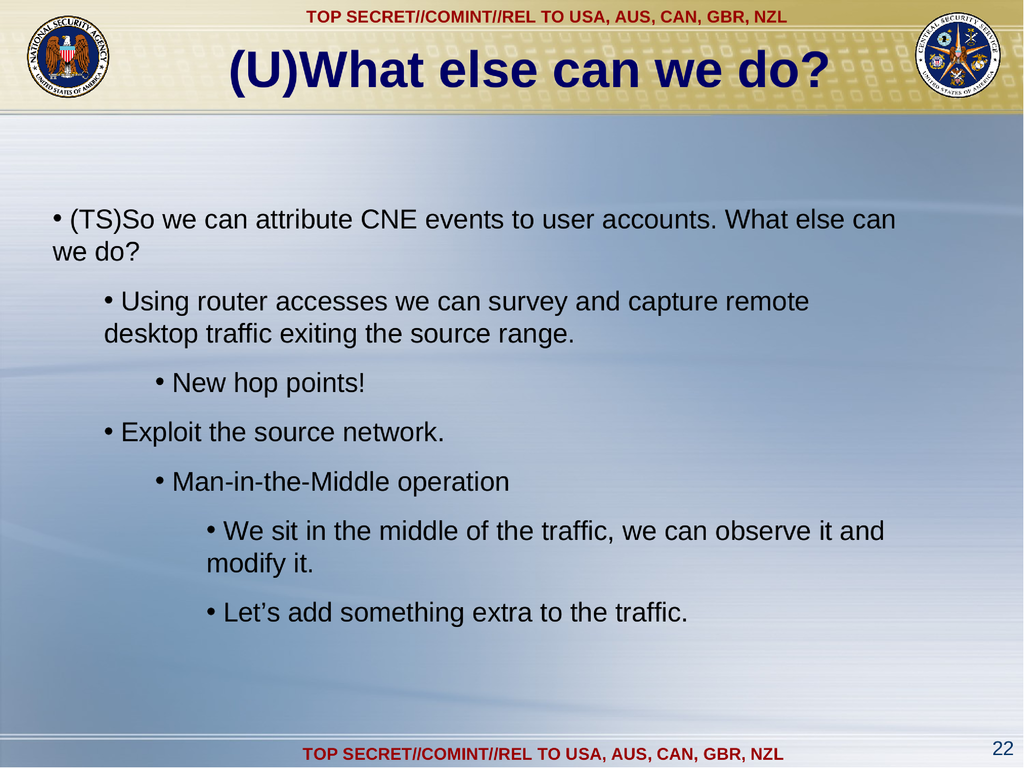 TOP SECRET//COMINT//REL TO USA, AUS, CAN, GBR, NZL
NATIONAL SECURITY AGENCY
UNITED STATES OF AMERICA
CENTRAL SECURITY SERVICE
UNITED STATES OF AMERICA
(U)What else can we do?
• (TS)So we can attribute CNE events to user accounts. What else can
we do?
• Using router accesses we can survey and capture remote
desktop traffic exiting the source range.
• New hop points!
• Exploit the source network.
• Man-in-the-Middle operation
• We sit in the middle of the traffic, we can observe it and
modify it.
• Let’s add something extra to the traffic.
TOP SECRET//COMINT//REL TO USA, AUS, CAN, GBR, NZL
22